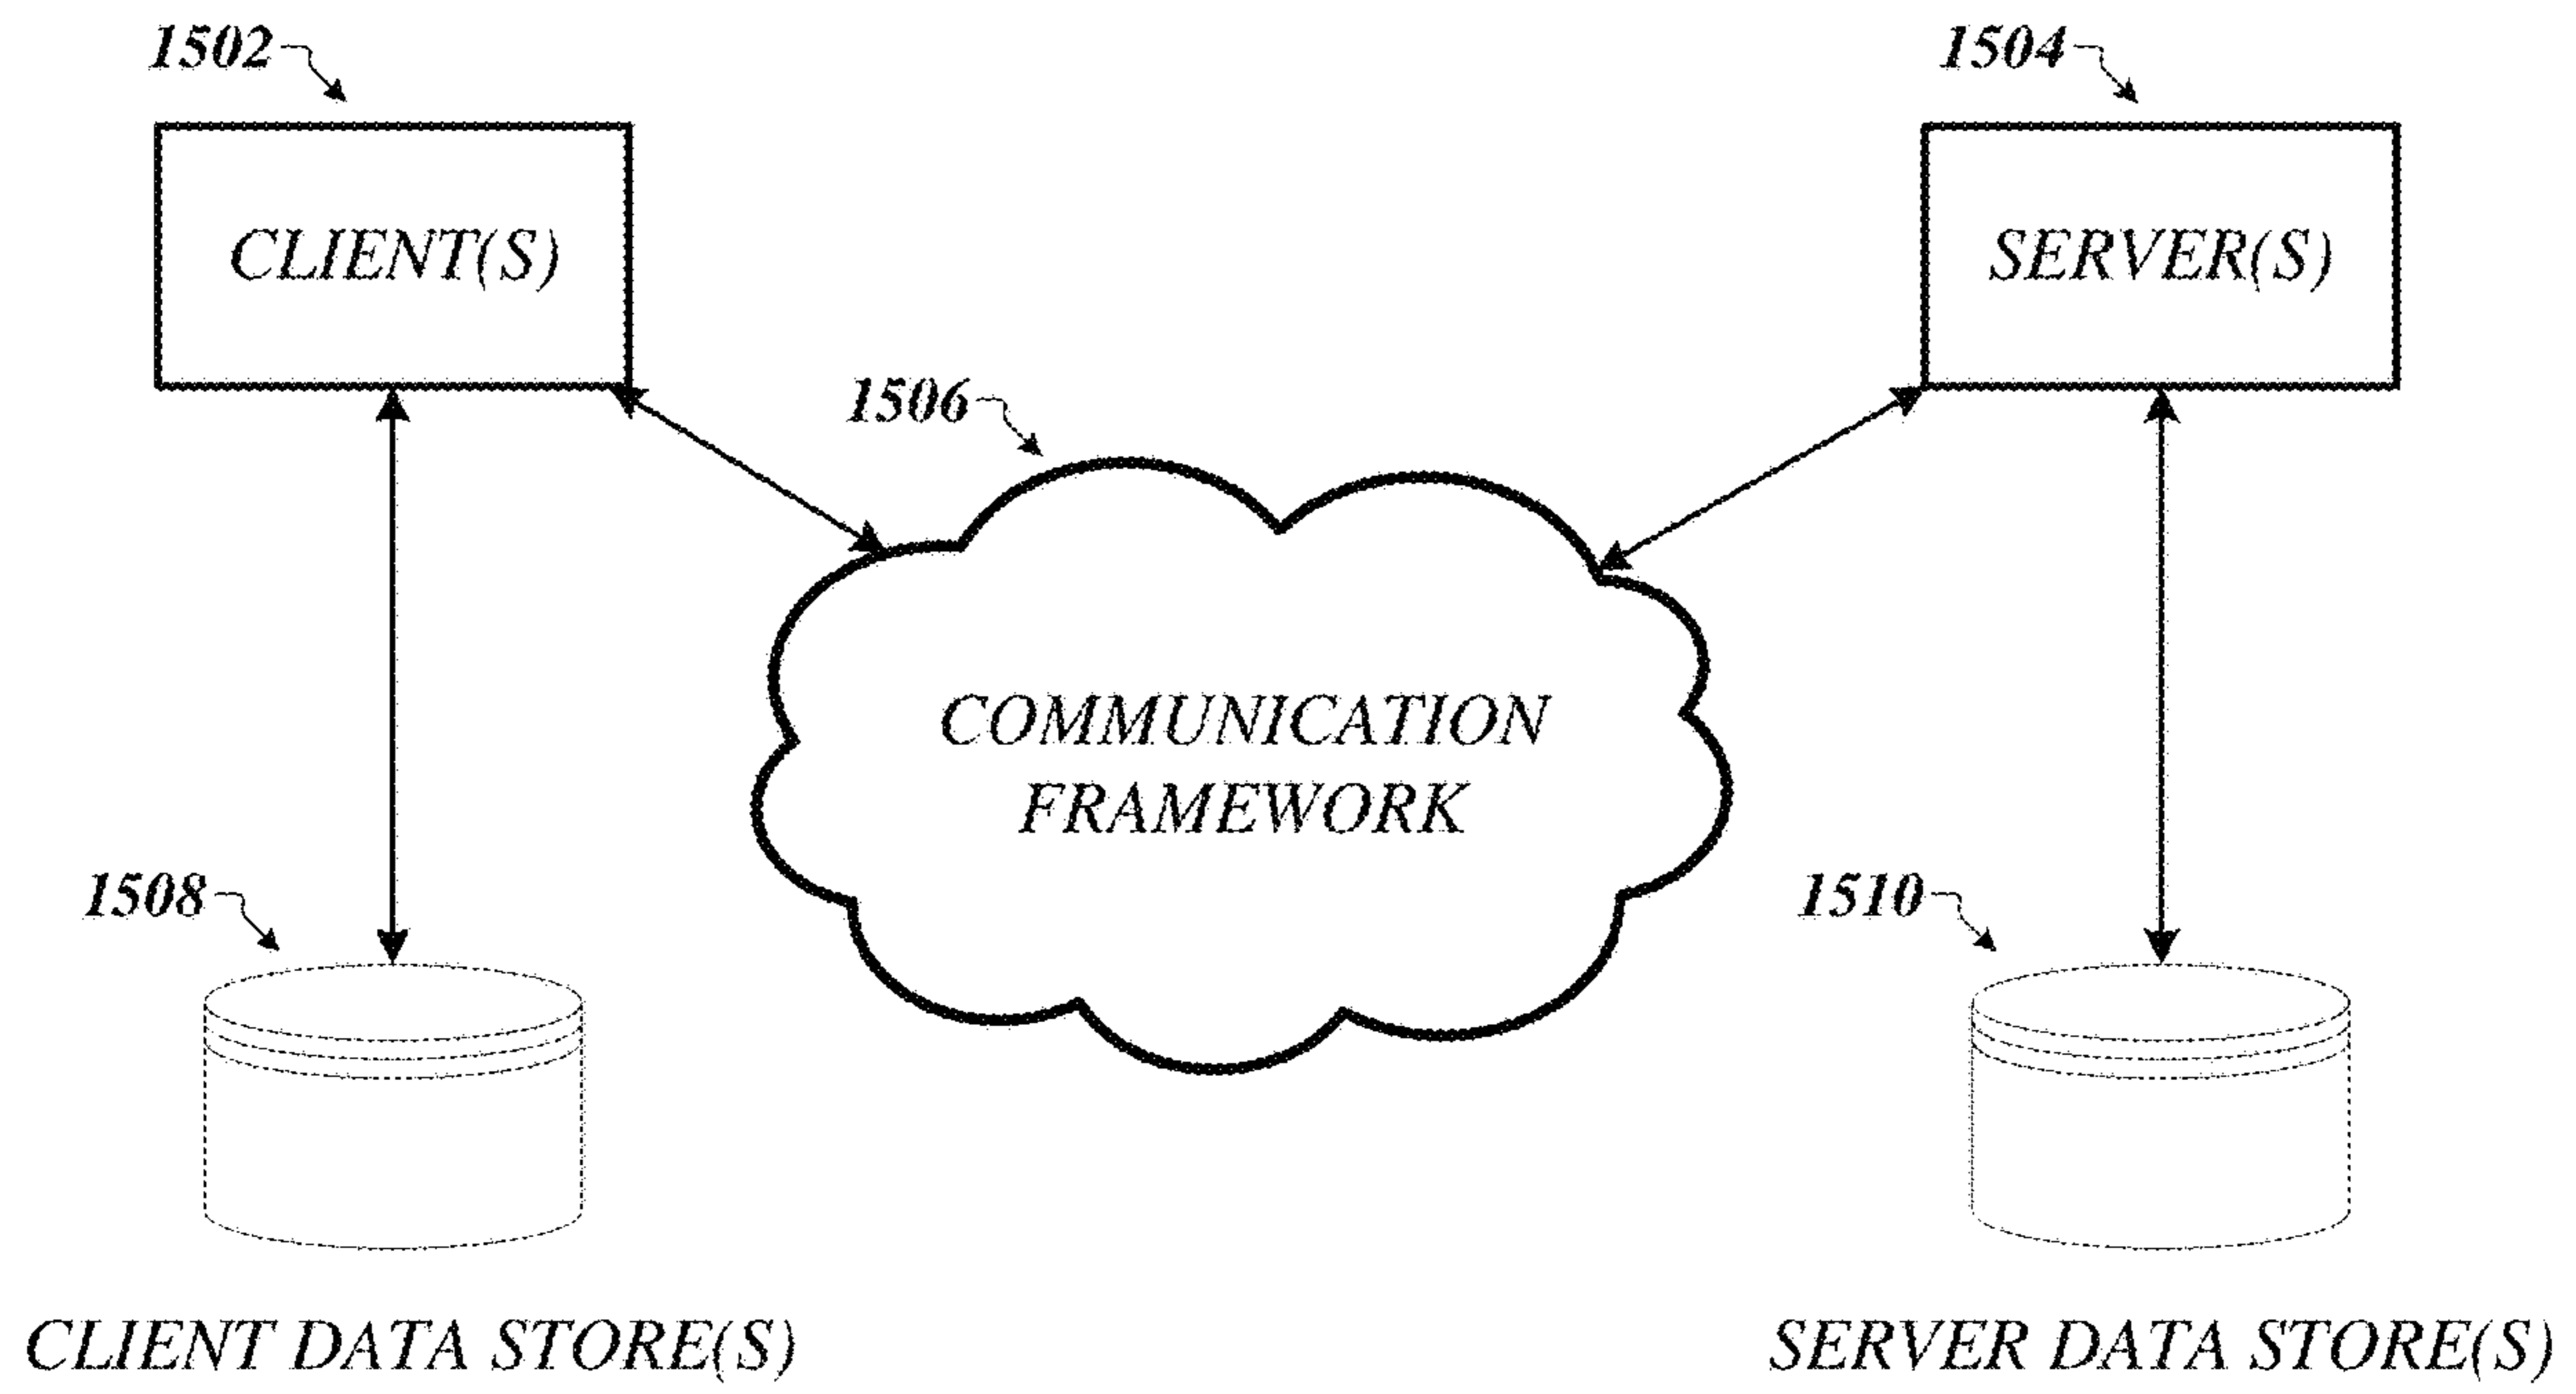 1502
1504
CLIENT(S)
SERVER(S)
1506
COMMUNICATION
FRAMEWORK
1508
1510
CLIENT DATA STORE(S)
SERVER DATA STORE(S)